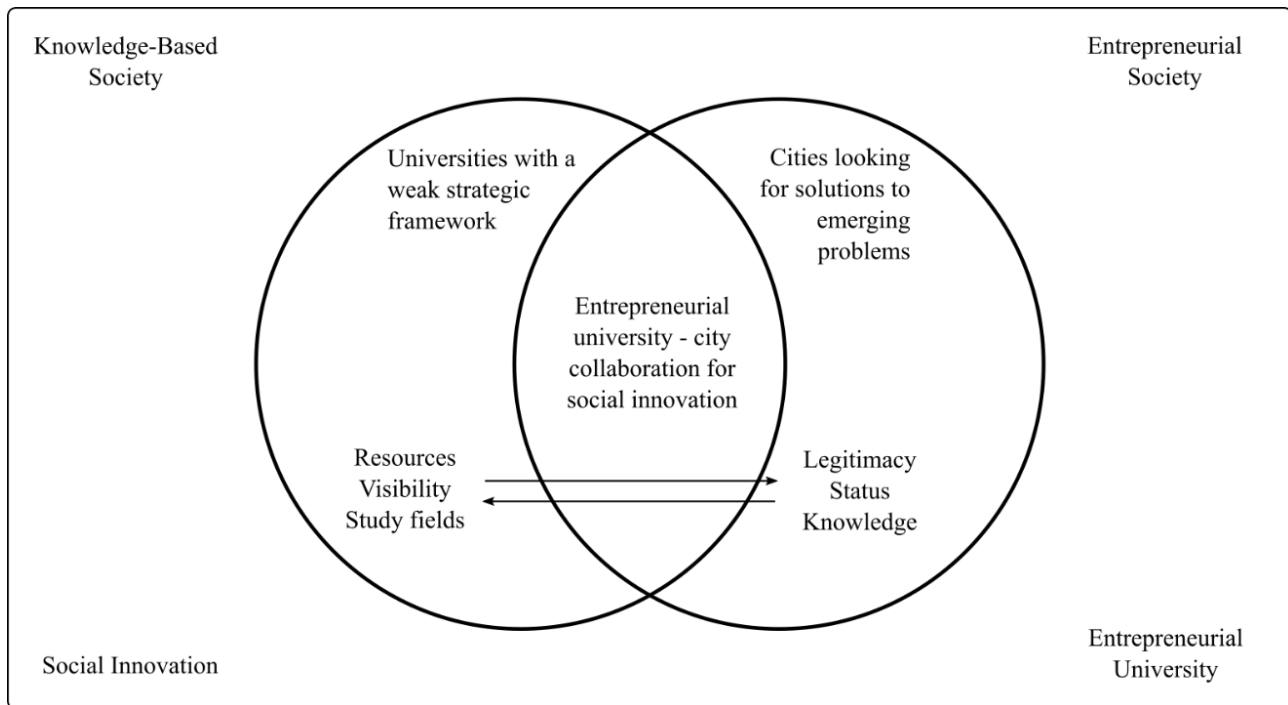 Knowledge-Based
Society
Entrepreneurial
Society
Universities with a
weak strategic
framework
Cities looking
for solutions to
emerging
problems
Entrepreneurial
university - city
collaboration for
social innovation
Resources
Visibility
Study fields
Legitimacy
Status
Knowledge
Social Innovation
Entrepreneurial
University